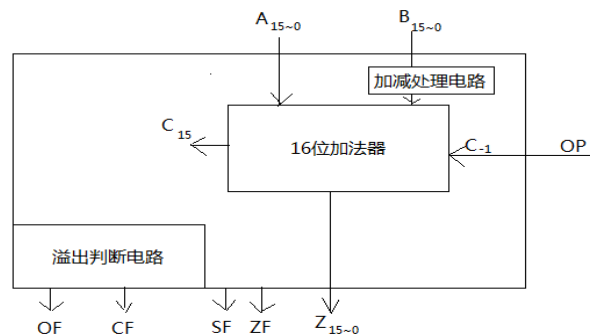 A15~0 B15~0
加减处理电路
C15 16位加法器 C-1 OP
溢出判断电路
OF CF SF ZF Z15~0